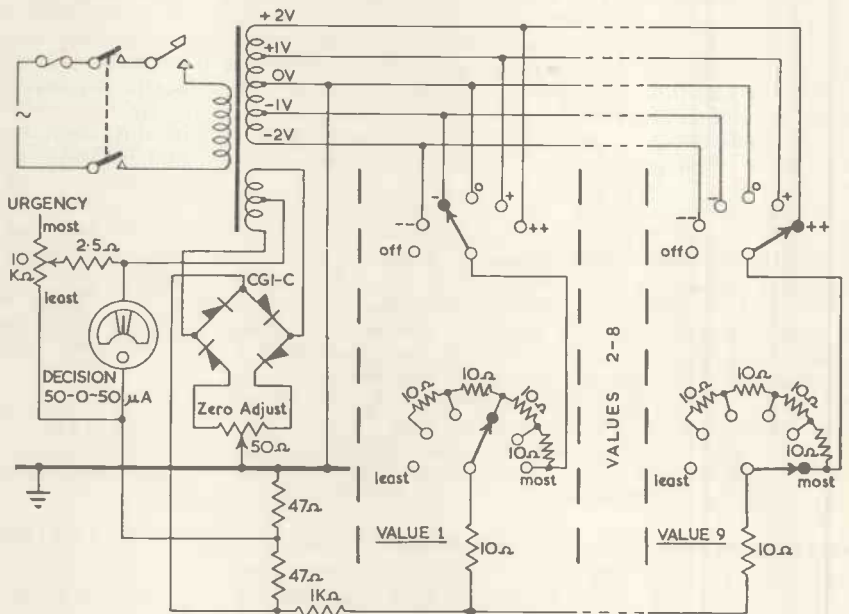 +2V
+1V
0V
-1V
-2V
~
URGENCY
most
10
KΩ
2·5Ω
least
DECISION
50-0-50 μA
CGI-C
Zero Adjust
50Ω
47Ω
47Ω
1KΩ
off
--
-
o
+
++
10Ω
10Ω
10Ω
10Ω
least
most
VALUE 1
10Ω
VALUES 2-8
off
--
-
o
+
++
10Ω
10Ω
10Ω
10Ω
least
most
VALUE 9
10Ω